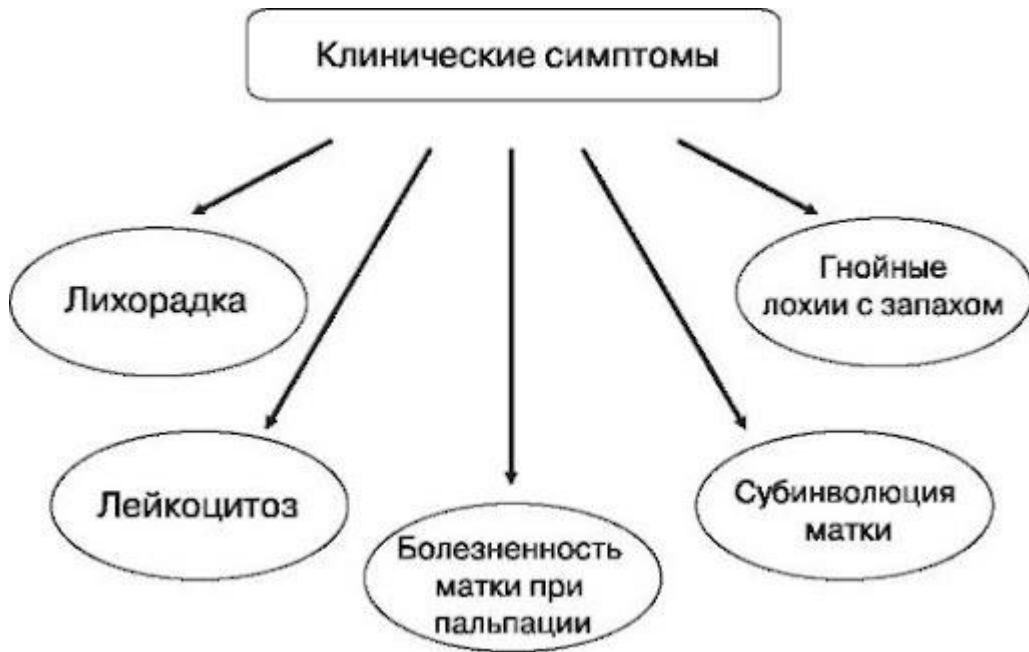 Клинические симптомы
Лихорадка
Гнойные
лохии с запахом
Лейкоцитоз
Субинволюция
матки
Болезненность
матки при
пальпации